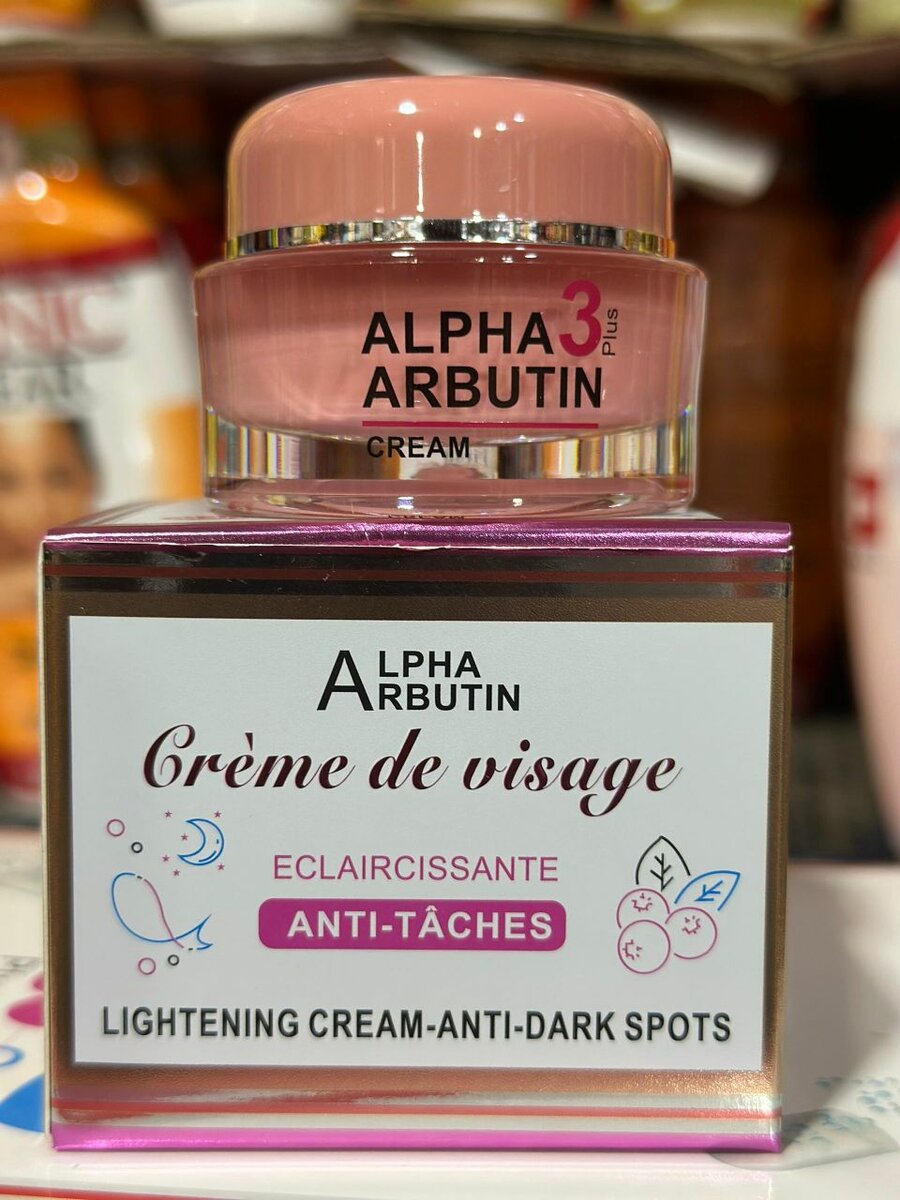 ALPHA 3 Plus
ARBUTIN
CREAM
ALPHA
ARBUTIN
Crème de visage
ECLAIRCISSANTE
ANTI-TÂCHES
LIGHTENING CREAM-ANTI-DARK SPOTS